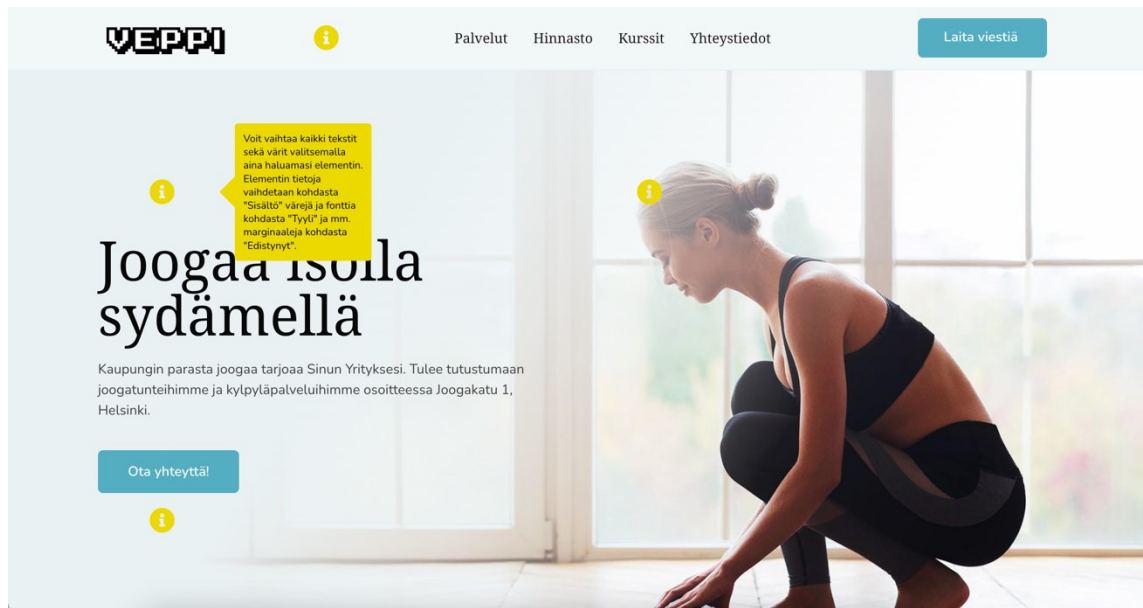 VEPPI
Palvelut Hinnasto Kurssit Yhteystiedot
Laita viestiä
Voit vaihtaa kaikki tekstit
sekä värit valitsemalla
aina haluamasi elementin.
Elementin tietoja
vaihdetaan kohdasta
"Sisältö" värejä ja fonttia
kohdasta "Tyyli" ja mm.
marginaaleja kohdasta
"Edistynyt".
Joogaa isolla
sydämellä
Kaupungin parasta joogaa tarjoaa Sinun Yrityksesi. Tulee tutustumaan
joogatunteihimme ja kylpyläpalveluihimme osoitteessa Joogakatu 1,
Helsinki.
Ota yhteyttä!